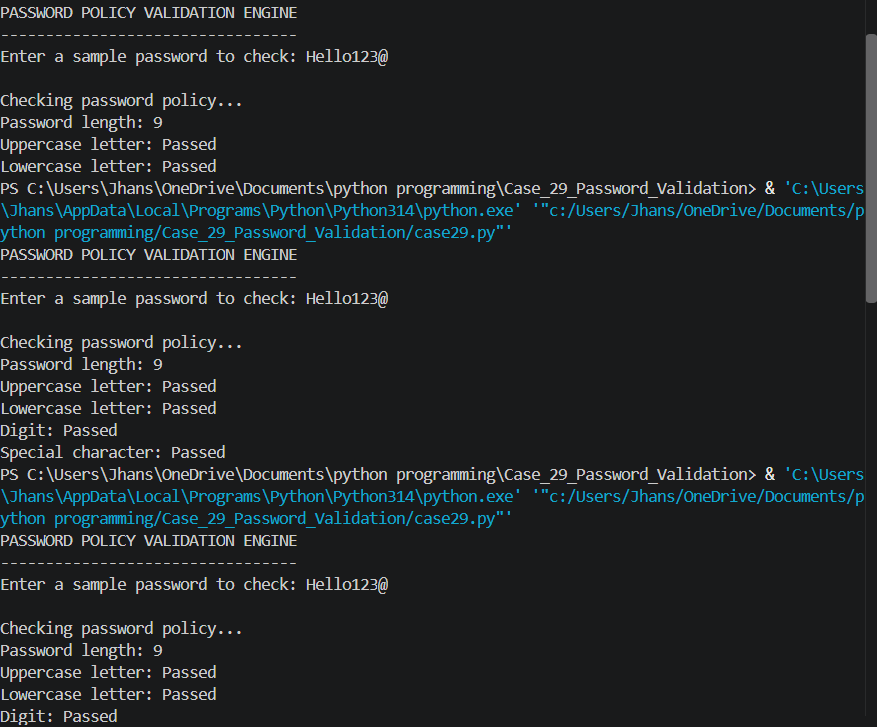 PASSWORD POLICY VALIDATION ENGINE
---------------------------------
Enter a sample password to check: Hello123@
Checking password policy...
Password length: 9
Uppercase letter: Passed
Lowercase letter: Passed
PS C:\Users\Jhans\OneDrive\Documents\python programming\Case_29_Password_Validation> & 'C:\Users
\Jhans\AppData\Local\Programs\Python\Python314\python.exe' '"c:/Users/Jhans/OneDrive/Documents/p
ython programming/Case_29_Password_Validation/case29.py"'
PASSWORD POLICY VALIDATION ENGINE
---------------------------------
Enter a sample password to check: Hello123@
Checking password policy...
Password length: 9
Uppercase letter: Passed
Lowercase letter: Passed
Digit: Passed
Special character: Passed
PS C:\Users\Jhans\OneDrive\Documents\python programming\Case_29_Password_Validation> & 'C:\Users
\Jhans\AppData\Local\Programs\Python\Python314\python.exe' '"c:/Users/Jhans/OneDrive/Documents/p
ython programming/Case_29_Password_Validation/case29.py"'
PASSWORD POLICY VALIDATION ENGINE
---------------------------------
Enter a sample password to check: Hello123@
Checking password policy...
Password length: 9
Uppercase letter: Passed
Lowercase letter: Passed
Digit: Passed